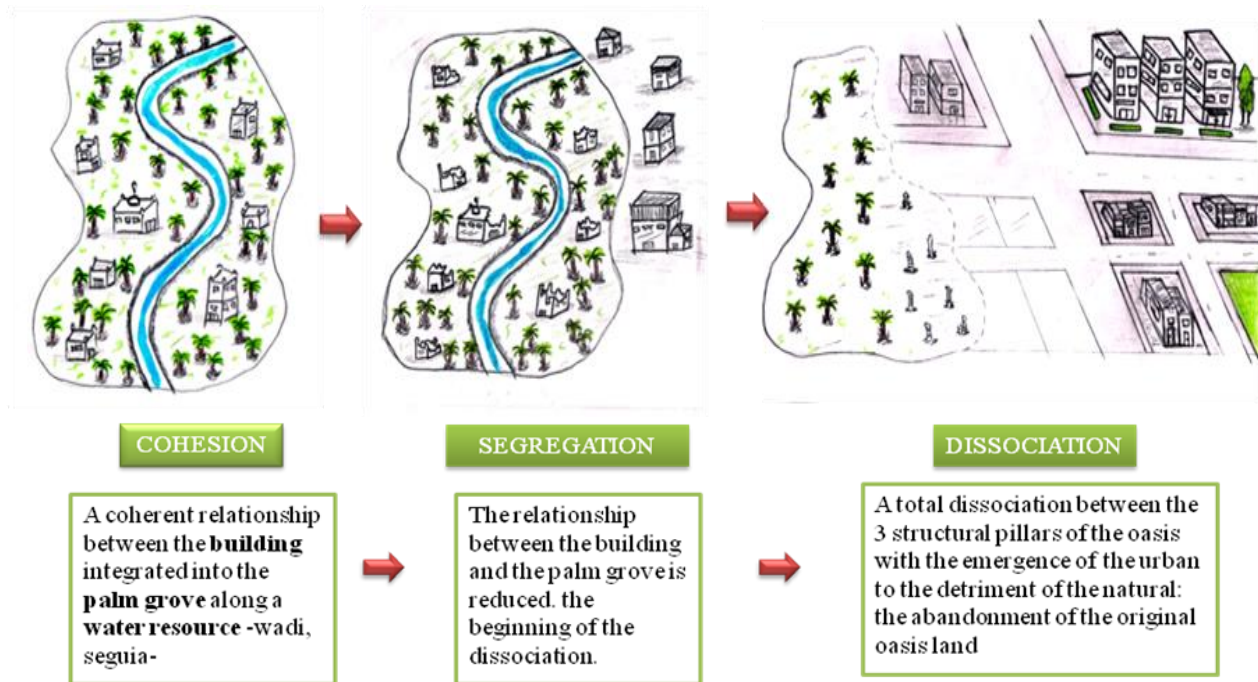 COHESION
A coherent relationship
between the building
integrated into the
palm grove along a
water resource -wadi,
seguia-
SEGREGATION
The relationship
between the building
and the palm grove is
reduced. the
beginning of the
dissociation.
DISSOCIATION
A total dissociation between the
3 structural pillars of the oasis
with the emergence of the urban
to the detriment of the natural:
the abandonment of the original
oasis land